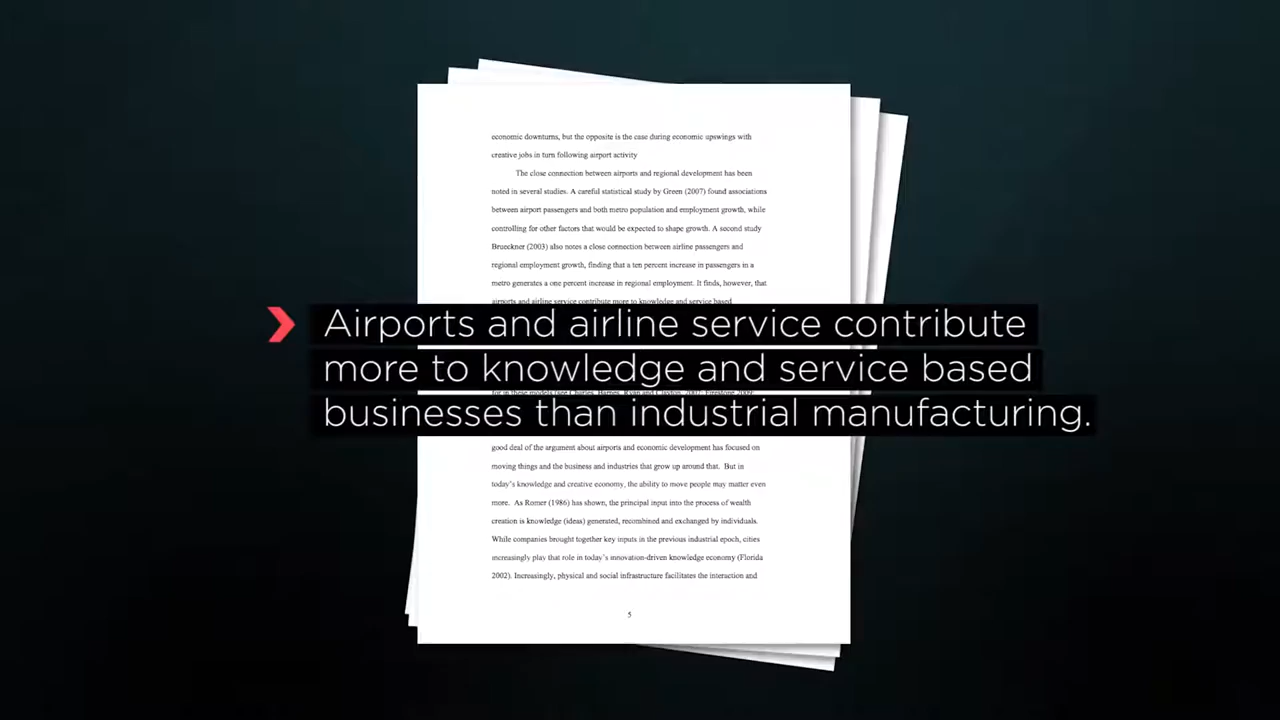 economic downturns, but the opposite is the case during economic upswings with
creative jobs in turn following airport activity
The close connection between airports and regional development has been
noted in several studies. A careful statistical study by Green (2007) found associations
between airport passengers and both metro population and employment growth, while
controlling for other factors that would be expected to shape growth. A second study
Brueckner (2003) also notes a close connection between airline passengers and
regional employment growth, finding that a ten percent increase in passengers in a
metro generates a one percent increase in regional employment. It finds, however, that
airports and airline service contribute more to knowledge and service based
Airports and airline service contribute
more to knowledge and service based
businesses than industrial manufacturing.
good deal of the argument about airports and economic development has focused on
moving things and the business and industries that grow up around that. But in
today's knowledge and creative economy, the ability to move people may matter even
more. As Romer (1986) has shown, the principal input into the process of wealth
creation is knowledge (ideas) generated, recombined and exchanged by individuals.
While companies brought together key inputs in the previous industrial epoch, cities
increasingly play that role in today's innovation-driven knowledge economy (Florida
2002). Increasingly, physical and social infrastructure facilitates the interaction and
5